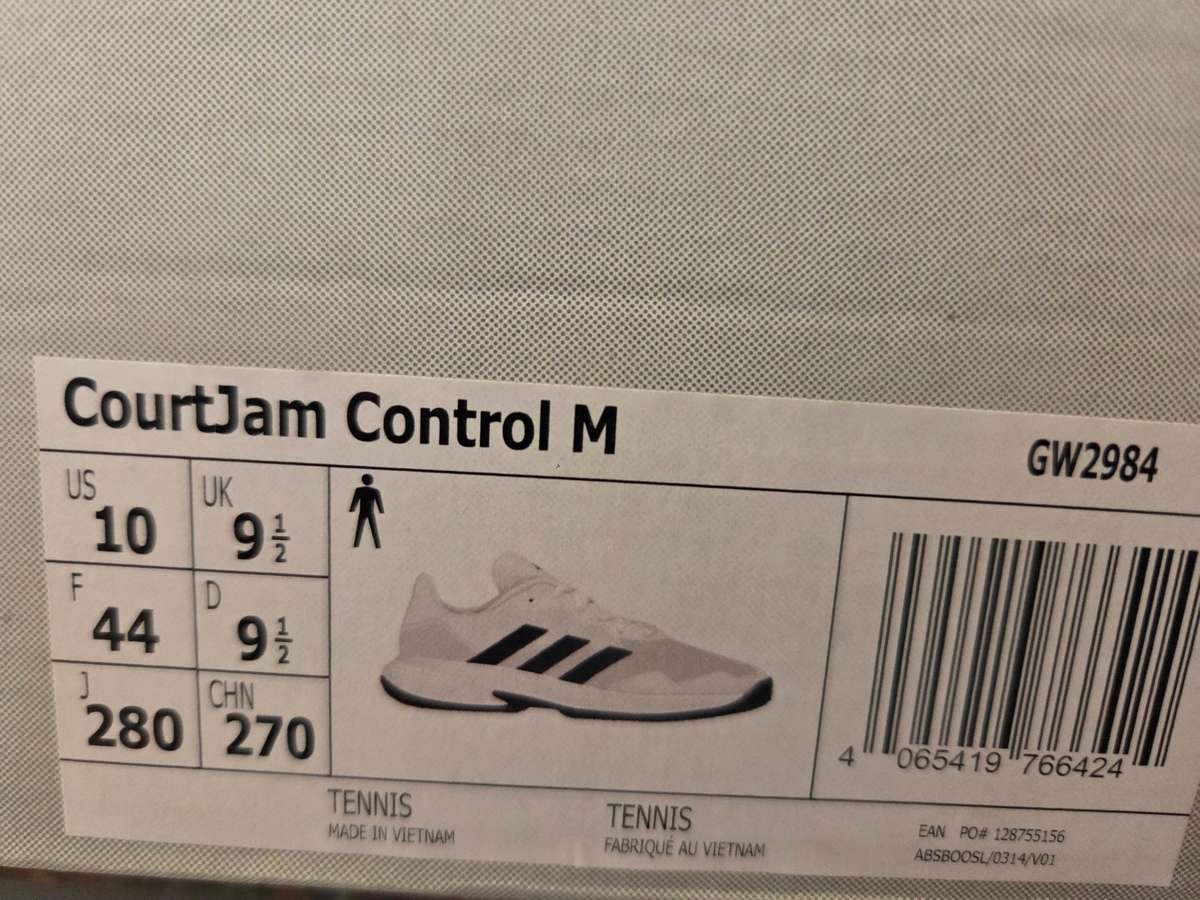 CourtJam Control M
GW2984
US 10
UK 9 1/2
F 44
D 9 1/2
J 280
CHN 270
4 065419 766424
TENNIS
MADE IN VIETNAM
TENNIS
FABRIQUÉ AU VIETNAM
EAN PO# 128755156
ABSBOOSL/0314/V01